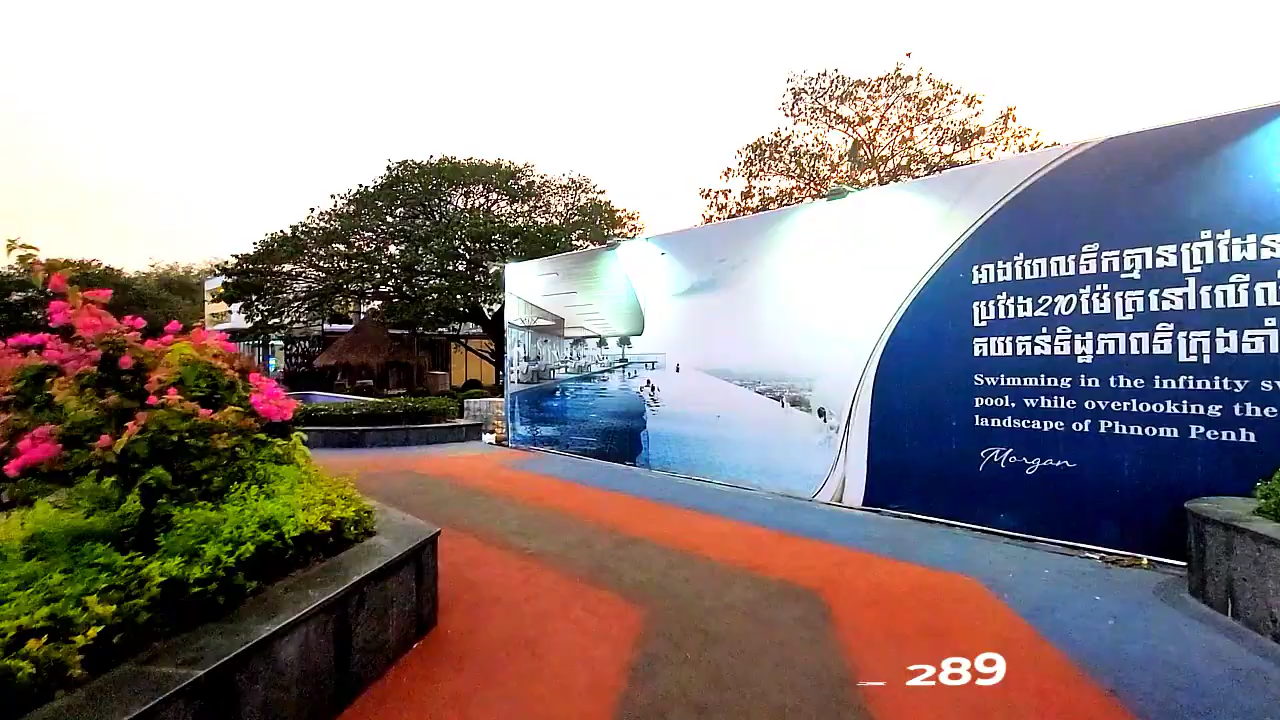 អាងហែលទឹកគ្មានព្រំដែន
ប្រវែង210ម៉ែត្រនៅលើ
គយគន់ទិដ្ឋភាពទីក្រុងទាំ
Swimming in the infinity
pool, while overlooking the
landscape of Phnom Penh
Morgan
289